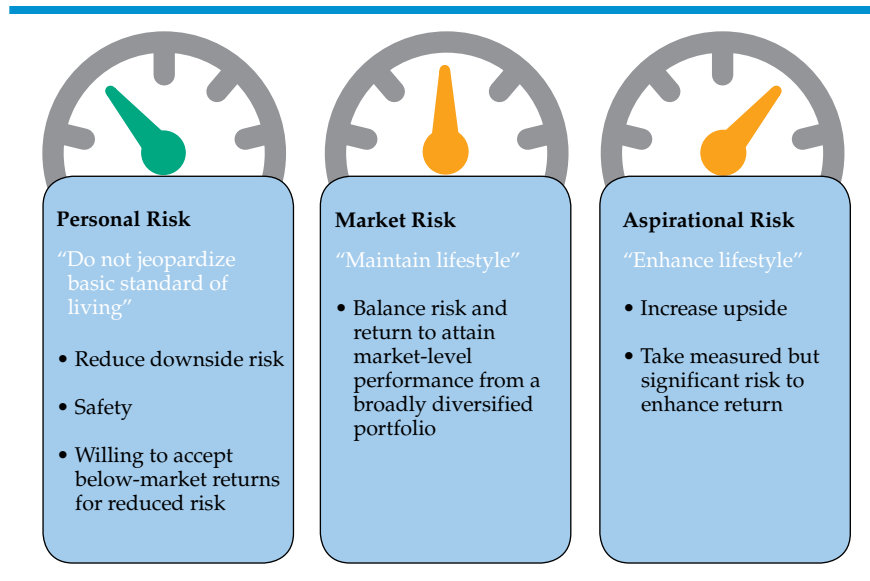 Personal Risk
“Do not jeopardize
basic standard of
living”
• Reduce downside risk
• Safety
• Willing to accept
below-market returns
for reduced risk
Market Risk
“Maintain lifestyle”
• Balance risk and
return to attain
market-level
performance from a
broadly diversified
portfolio
Aspirational Risk
“Enhance lifestyle”
• Increase upside
• Take measured but
significant risk to
enhance return